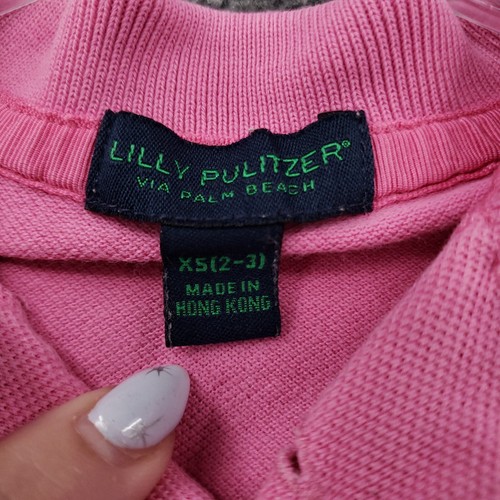 LILLY PULITZER®
VIA PALM BEACH
XS(2-3)
MADE IN
HONG KONG